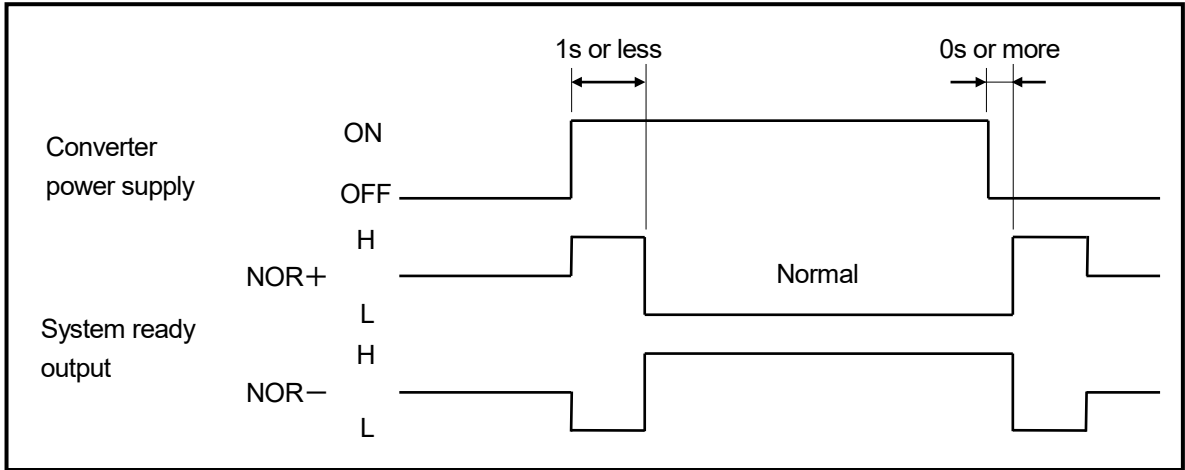 1s or less
0s or more
Converter
power supply
ON
OFF
System ready
output
NOR＋
H
L
Normal
NOR－
H
L